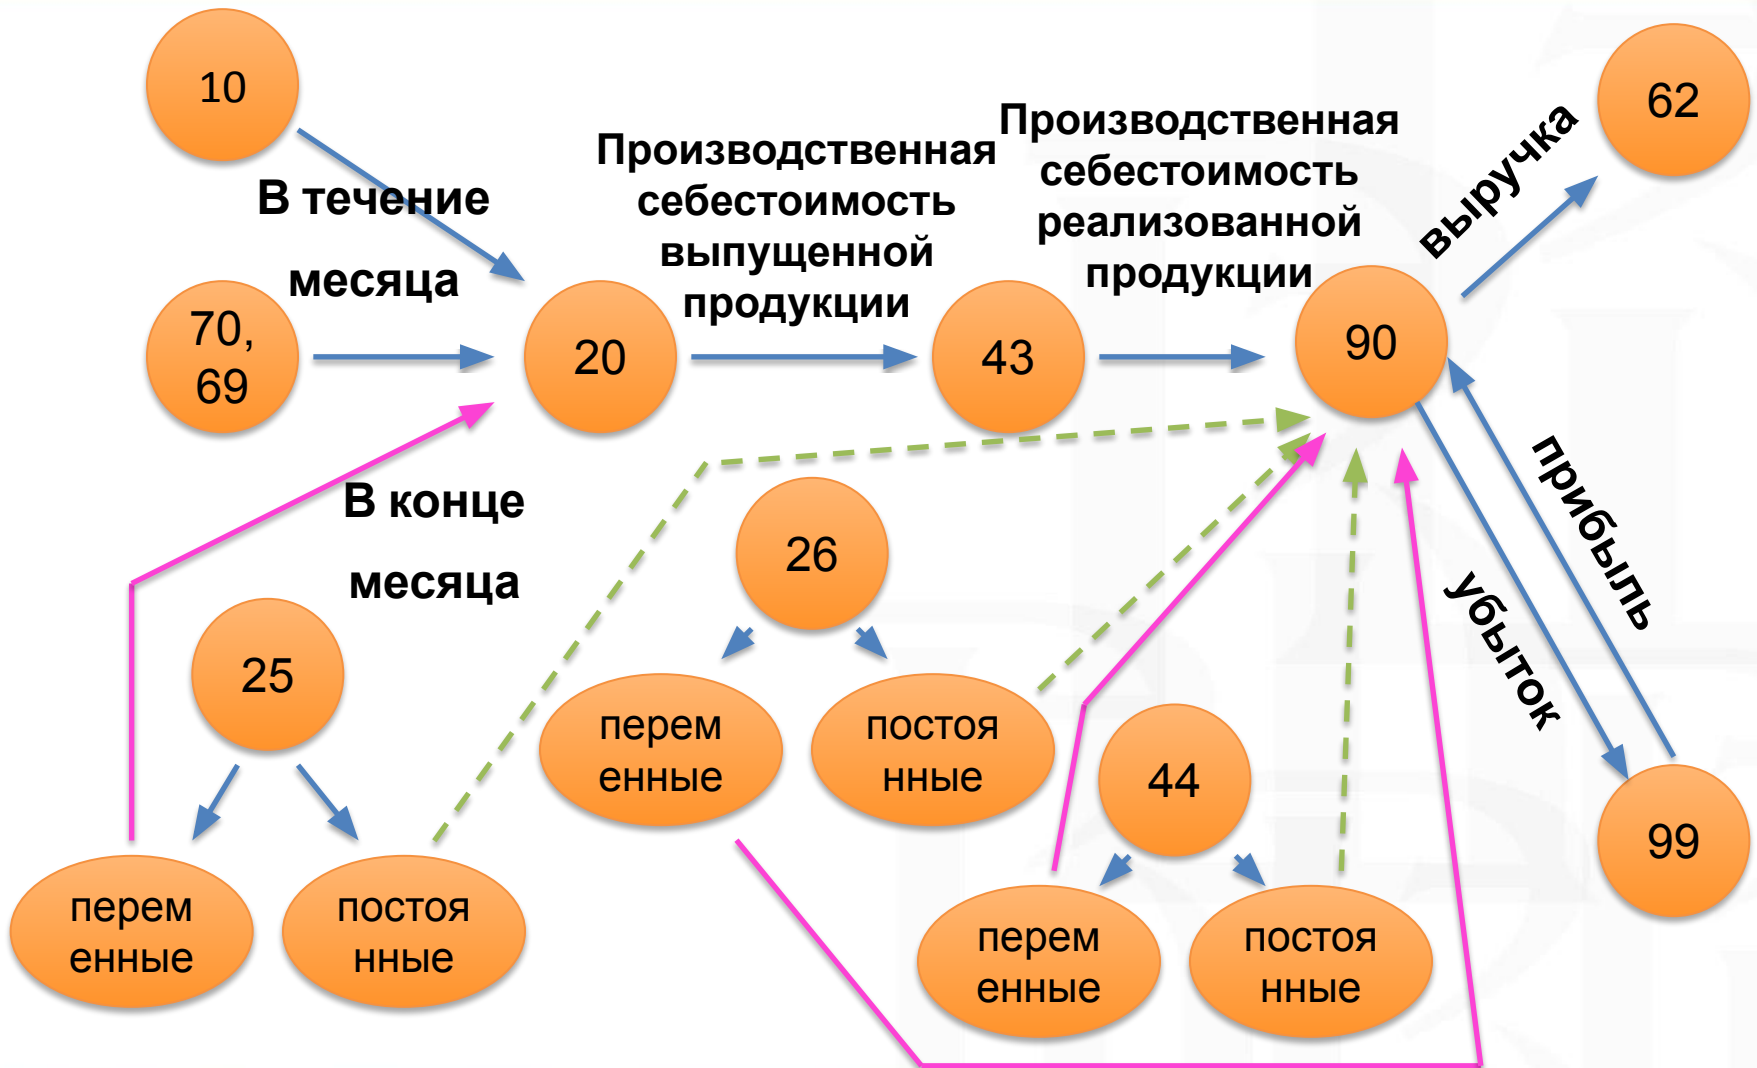 10
В течение
месяца
70,
69
20
Производственная
себестоимость
выпущенной
продукции
43
Производственная
себестоимость
реализованной
продукции
90
выручка
62
В конце
месяца
25
перем
енные
постоя
нные
26
перем
енные
постоя
нные
44
перем
енные
постоя
нные
прибыль
убыток
99